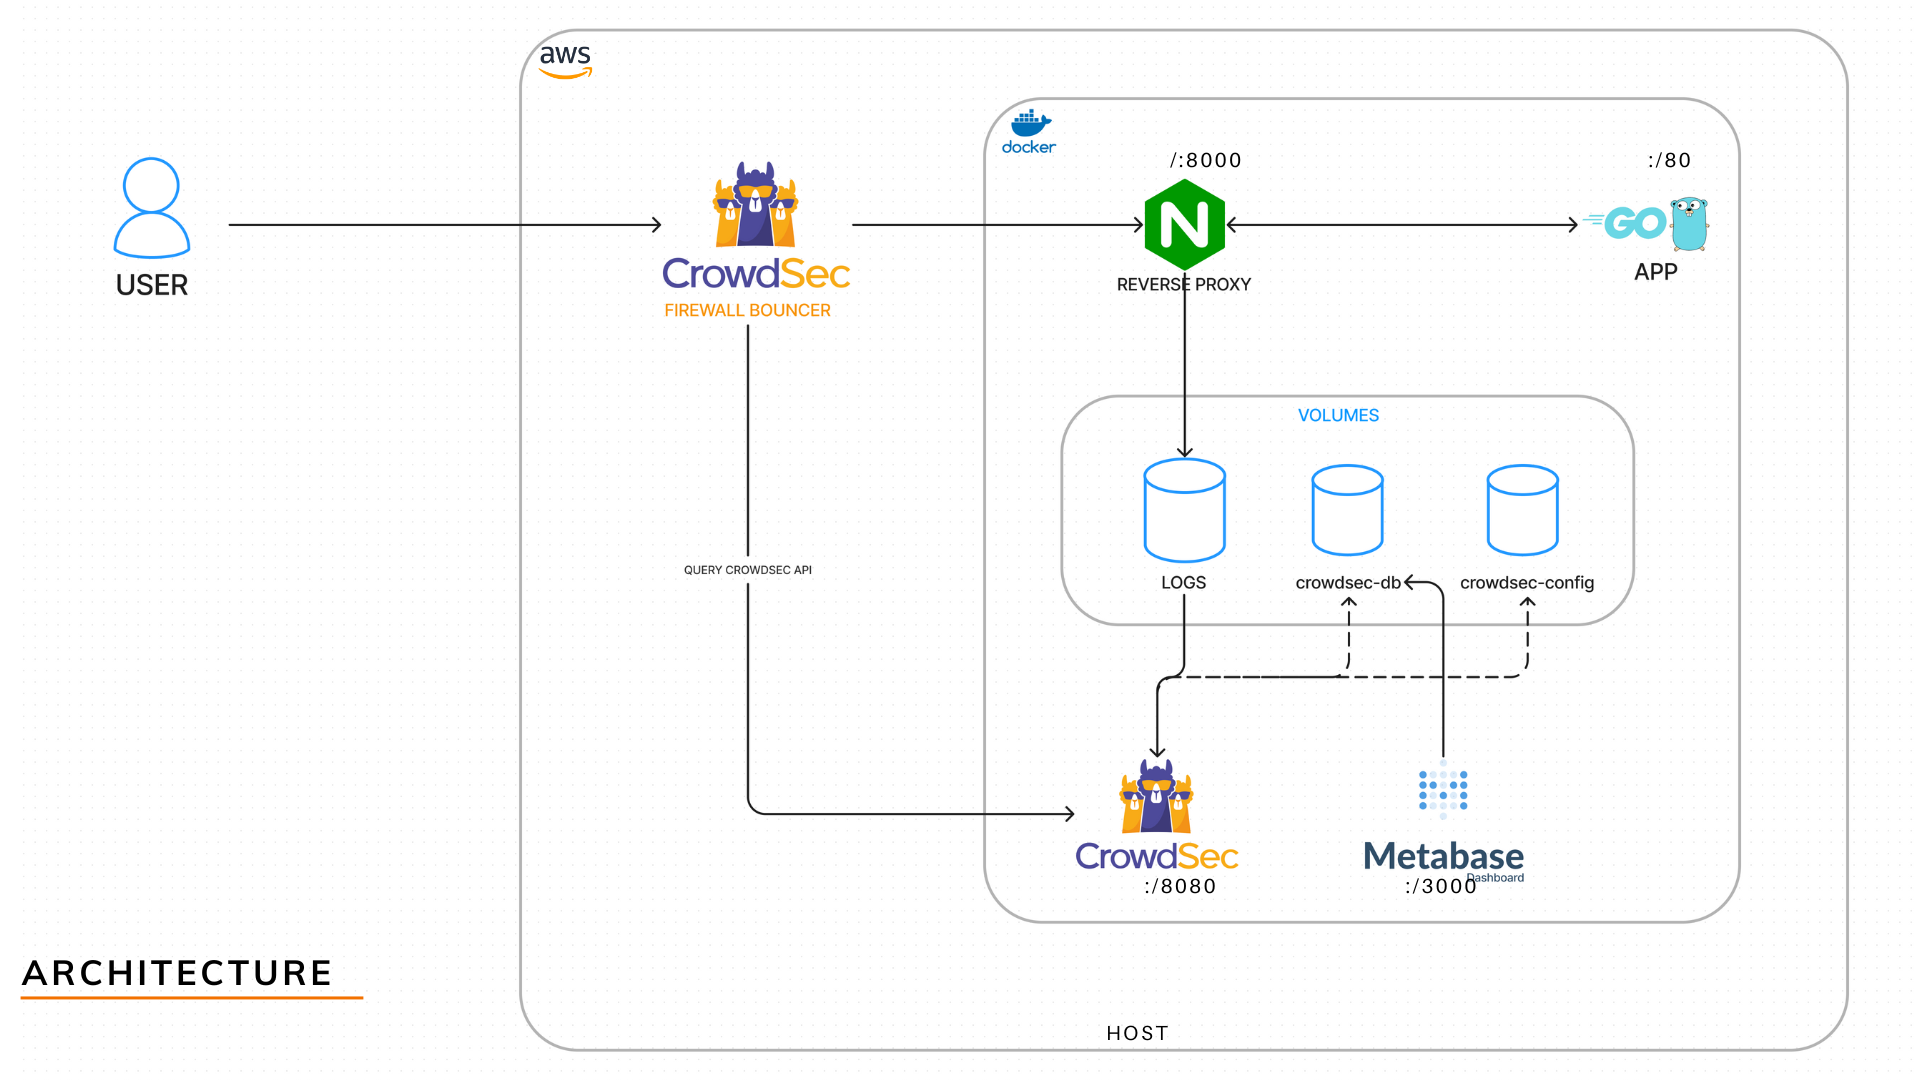 aws
docker
/:8000
:/80
N
GO
APP
USER
CrowdSec
FIREWALL BOUNCER
REVERSE PROXY
VOLUMES
QUERY CROWDSEC API
LOGS
crowdsec-db
crowdsec-config
CrowdSec
:/8080
Metabase
Dashboard
:/3000
ARCHITECTURE
HOST